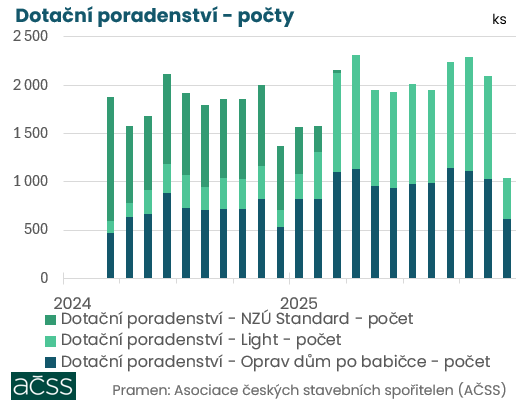 Dotační poradenství - počty
ks
2 500
2 000
1 500
1 000
500
0
2024 2025
Dotační poradenství - NZÚ Standard - počet
Dotační poradenství - Light - počet
Dotační poradenství - Oprav dům po babičce - počet
ačss
Pramen: Asociace českých stavebních spořitelen (AČSS)